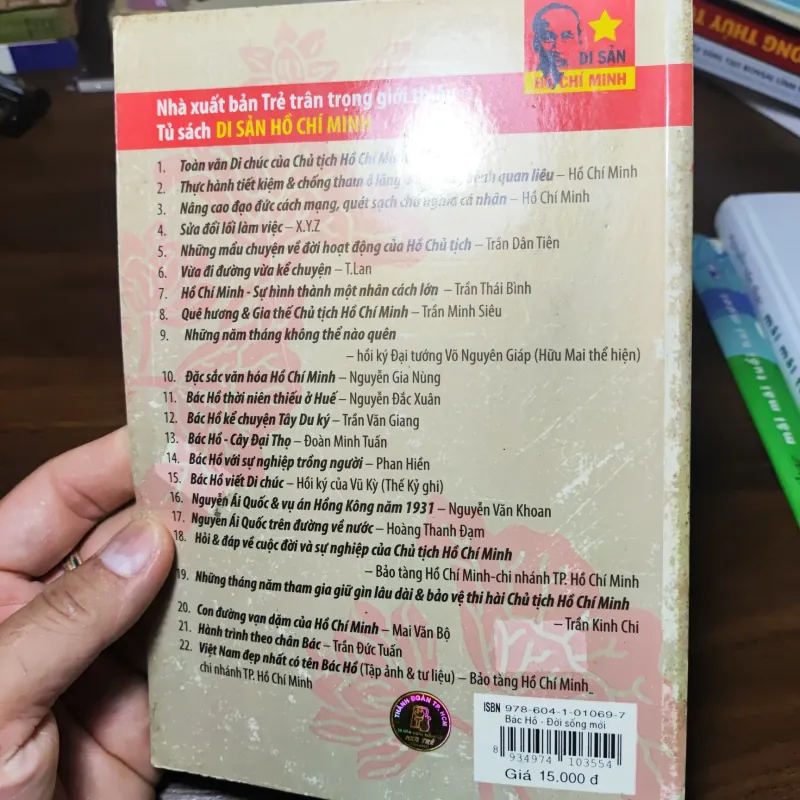 DI SẢN
HỒ CHÍ MINH
Nhà xuất bản Trẻ trân trọng giới thiệu
Tủ sách DI SẢN HỒ CHÍ MINH
1. Toàn văn Di chúc của Chủ tịch Hồ Chí Minh
2. Thực hành tiết kiệm & chống tham ô lãng quan liêu – Hồ Chí Minh
3. Nâng cao đạo đức cách mạng, quét sạch chủ nghĩa cá nhân – Hồ Chí Minh
4. Sửa đổi lối làm việc – X.Y.Z
5. Những mẩu chuyện về đời hoạt động của Hồ Chủ tịch – Trần Dân Tiên
6. Vừa đi đường vừa kể chuyện – T.Lan
7. Hồ Chí Minh - Sự hình thành một nhân cách lớn – Trần Thái Bình
8. Quê hương & Gia thế Chủ tịch Hồ Chí Minh – Trần Minh Siêu
9. Những năm tháng không thể nào quên
– hồi ký Đại tướng Võ Nguyên Giáp (Hữu Mai thể hiện)
10. Đặc sắc văn hóa Hồ Chí Minh – Nguyễn Gia Nùng
11. Bác Hồ thời niên thiếu ở Huế – Nguyễn Đắc Xuân
12. Bác Hồ kể chuyện Tây Du ký – Trần Văn Giang
13. Bác Hồ - Cây Đại Thọ – Đoàn Minh Tuấn
14. Bác Hồ với sự nghiệp trồng người – Phan Hiền
15. Bác Hồ viết Di chúc – Hồi ký của Vũ Kỳ (Thế Kỷ ghi)
16. Nguyễn Ái Quốc & vụ án Hồng Kông năm 1931 – Nguyễn Văn Khoan
17. Nguyễn Ái Quốc trên đường về nước – Hoàng Thanh Đạm
18. Hỏi & đáp về cuộc đời và sự nghiệp của Chủ tịch Hồ Chí Minh
– Bảo tàng Hồ Chí Minh-chi nhánh TP. Hồ Chí Minh
19. Những tháng năm tham gia giữ gìn lâu dài & bảo vệ thi hài Chủ tịch Hồ Chí Minh
– Trần Kinh Chi
20. Con đường vạn dặm của Hồ Chí Minh – Mai Văn Bộ
21. Hành trình theo chân Bác – Trần Đức Tuấn
22. Việt Nam đẹp nhất có tên Bác Hồ (Tập ảnh & tư liệu) – Bảo tàng Hồ Chí Minh_
chi nhánh TP. Hồ Chí Minh
THÀNH ĐOÀN TP. HCM
ISBN 978-604-1-01069-7
Bác Hồ - Đời sống mới
8 934974 103554
Giá 15.000 đ